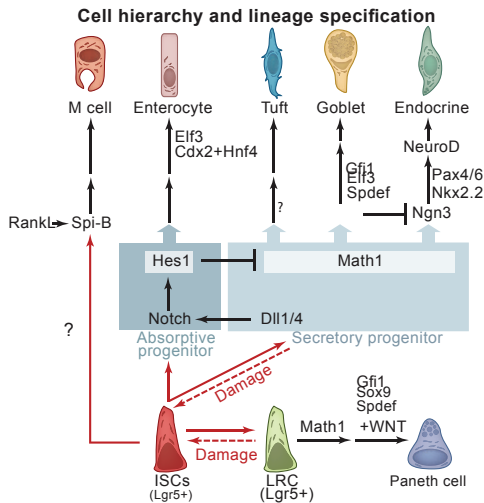 Cell hierarchy and lineage specification
M cell
Enterocyte
Tuft
Goblet
Endocrine
Elf3
Cdx2+Hnf4
NeuroD
Gfi1
Elf3
Spdef
Pax4/6
Nkx2.2
RankL
Spi-B
?
Ngn3
Hes1
Math1
?
Notch
Dll1/4
Absorptive
progenitor
Secretory progenitor
Damage
Gfi1
Sox9
Spdef
Math1
+WNT
Damage
ISCs
(Lgr5+)
LRC
(Lgr5+)
Paneth cell